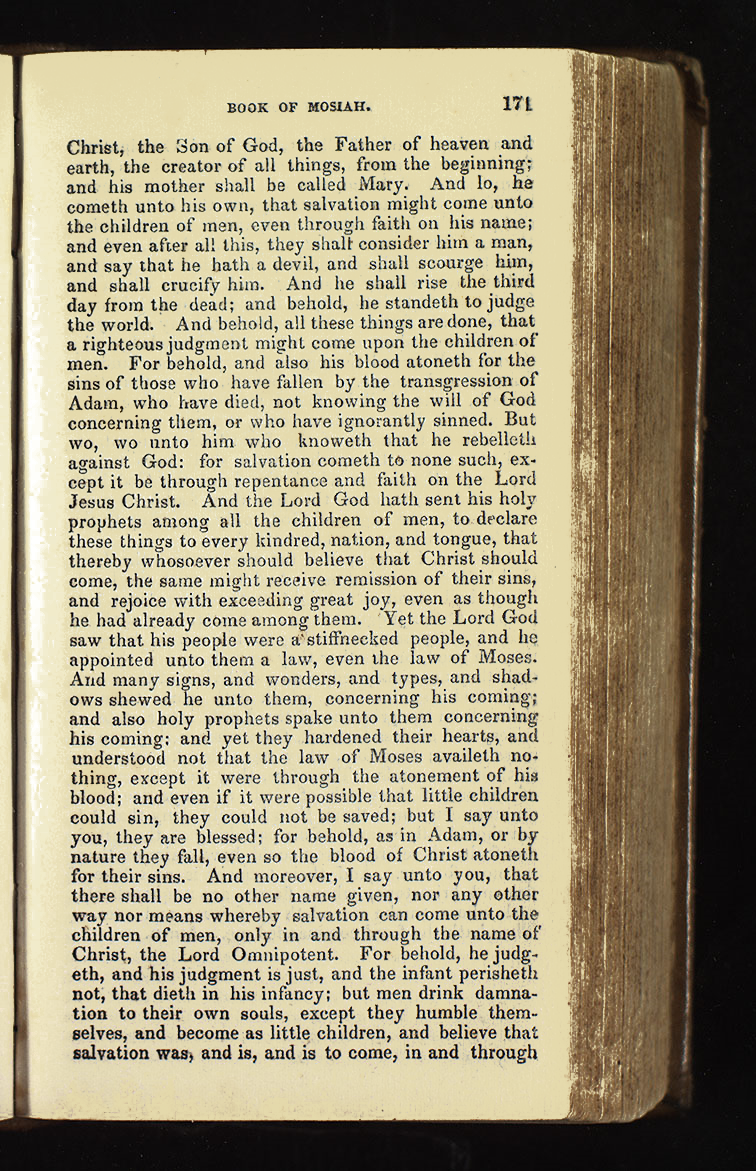 BOOK OF MOSIAH. 171
Christ, the Son of God, the Father of heaven and
earth, the creator of all things, from the beginning;
and his mother shall be called Mary. And lo, he
cometh unto his own, that salvation might come unto
the children of men, even through faith on his name;
and even after all this, they shall consider him a man,
and say that he hath a devil, and shall scourge him,
and shall crucify him. And he shall rise the third
day from the dead; and behold, he standeth to judge
the world. And behold, all these things are done, that
a righteous judgment might come upon the children of
men. For behold, and also his blood atoneth for the
sins of those who have fallen by the transgression of
Adam, who have died, not knowing the will of God
concerning them, or who have ignorantly sinned. But
wo, wo unto him who knoweth that he rebelleth
against God: for salvation cometh to none such, ex-
cept it be through repentance and faith on the Lord
Jesus Christ. And the Lord God hath sent his holy
prophets among all the children of men, to declare
these things to every kindred, nation, and tongue, that
thereby whosoever should believe that Christ should
come, the same might receive remission of their sins,
and rejoice with exceeding great joy, even as though
he had already come among them. Yet the Lord God
saw that his people were a stiffnecked people, and he
appointed unto them a law, even the law of Moses.
And many signs, and wonders, and types, and shad-
ows shewed he unto them, concerning his coming;
and also holy prophets spake unto them concerning
his coming; and yet they hardened their hearts, and
understood not that the law of Moses availeth no-
thing, except it were through the atonement of his
blood; and even if it were possible that little children
could sin, they could not be saved; but I say unto
you, they are blessed; for behold, as in Adam, or by
nature they fall, even so the blood of Christ atoneth
for their sins. And moreover, I say unto you, that
there shall be no other name given, nor any other
way nor means whereby salvation can come unto the
children of men, only in and through the name of
Christ, the Lord Omnipotent. For behold, he judg-
eth, and his judgment is just, and the infant perisheth
not, that dieth in his infancy; but men drink damna-
tion to their own souls, except they humble them-
selves, and become as little children, and believe that
salvation was, and is, and is to come, in and through